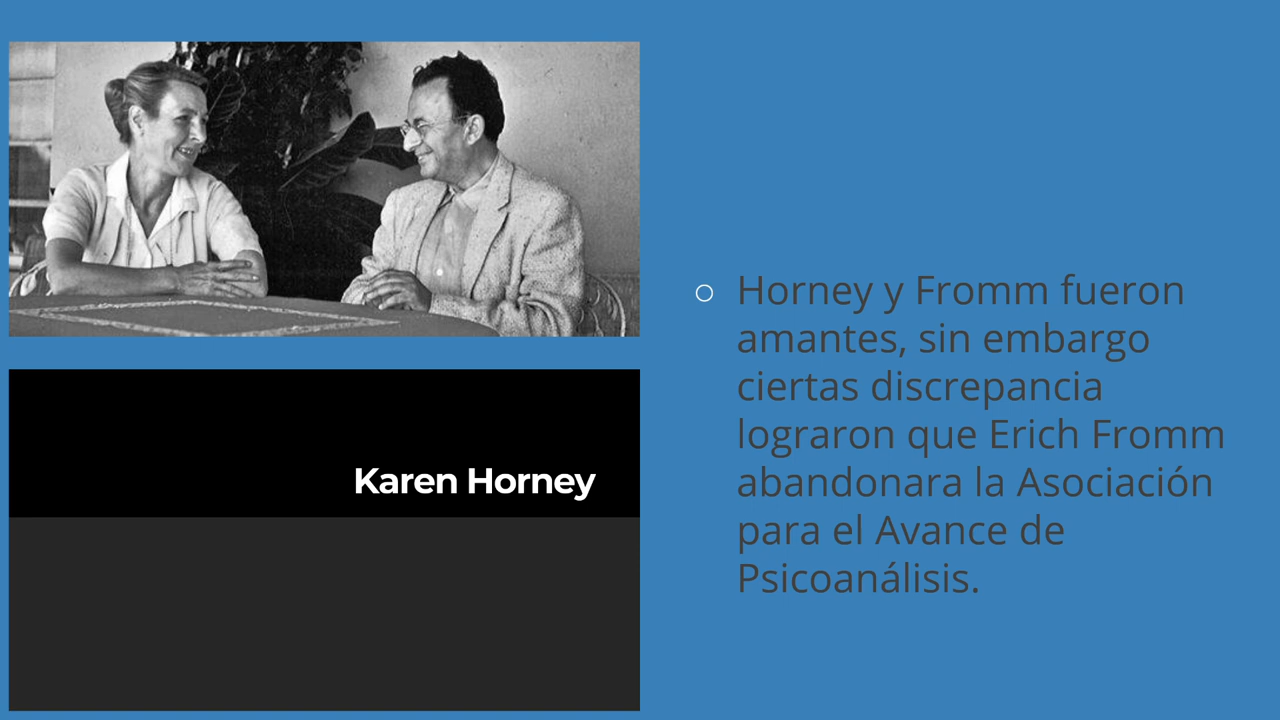 Karen Horney
Horney y Fromm fueron
amantes, sin embargo
ciertas discrepancia
lograron que Erich Fromm
abandonara la Asociación
para el Avance de
Psicoanálisis.